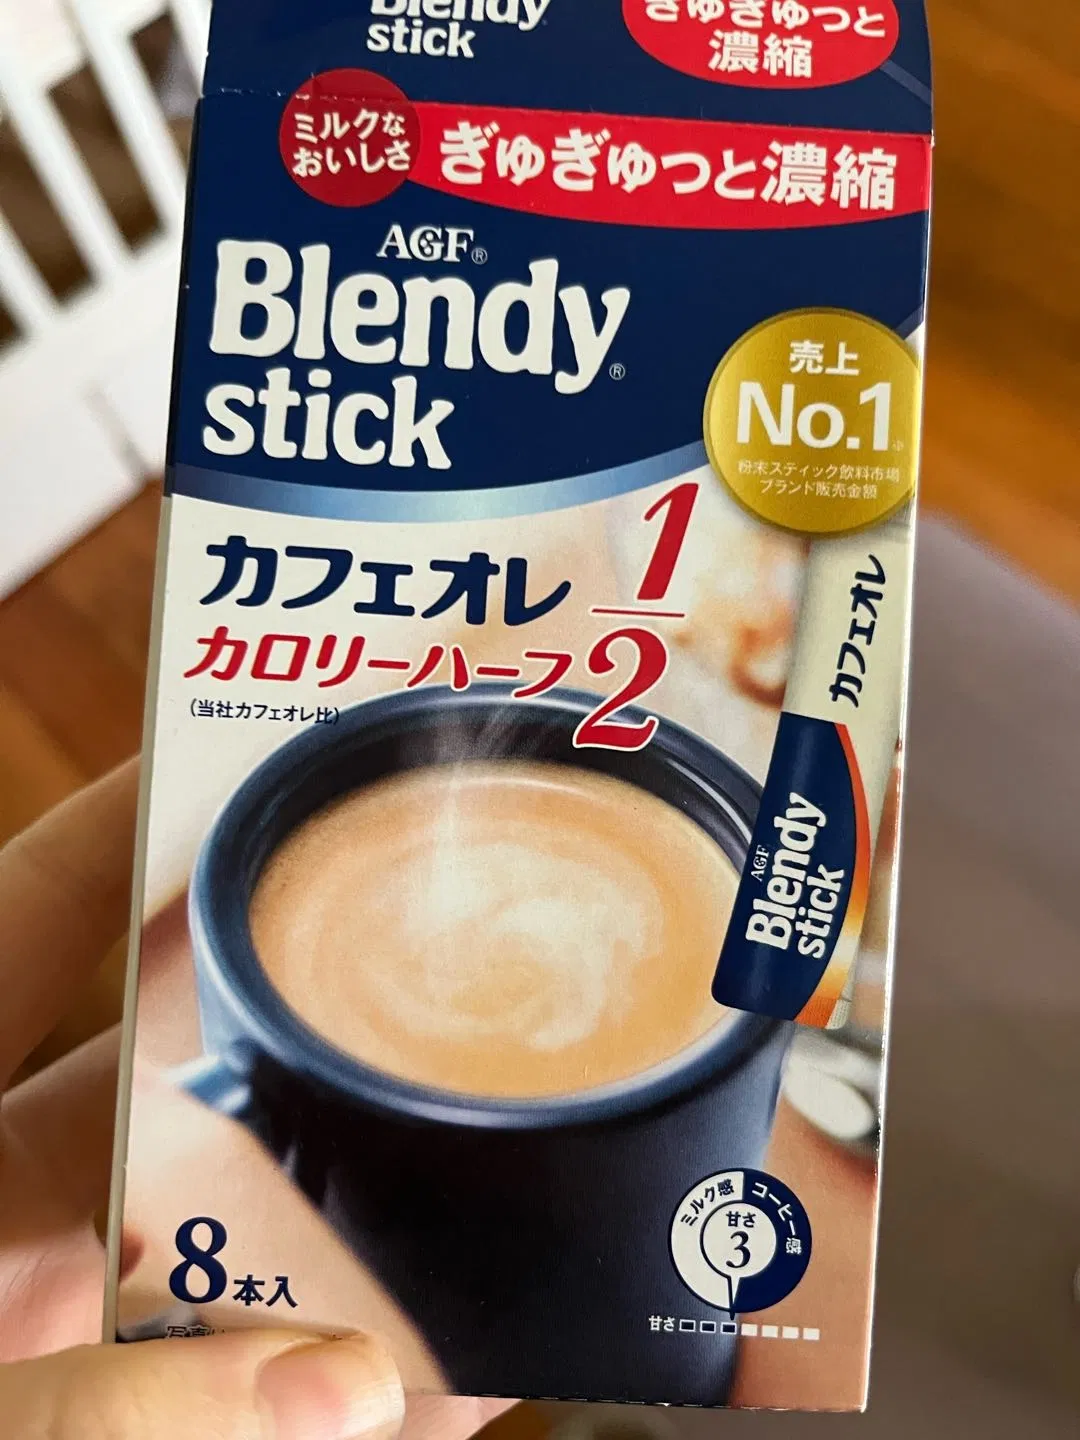 Blendy
stick
ぎゅぎゅっと
濃縮
ミルクな
おいしさ
ぎゅぎゅっと濃縮
AGF®
Blendy®
stick
売上
No.1※
粉末スティック飲料市場
ブランド販売金額
カフェオレ
カロリーハーフ
1/2
(当社カフェオレ比)
カフェオレ
AGF
Blendy
stick
ミルク感
コーヒー感
甘さ
3
甘さ
8本入